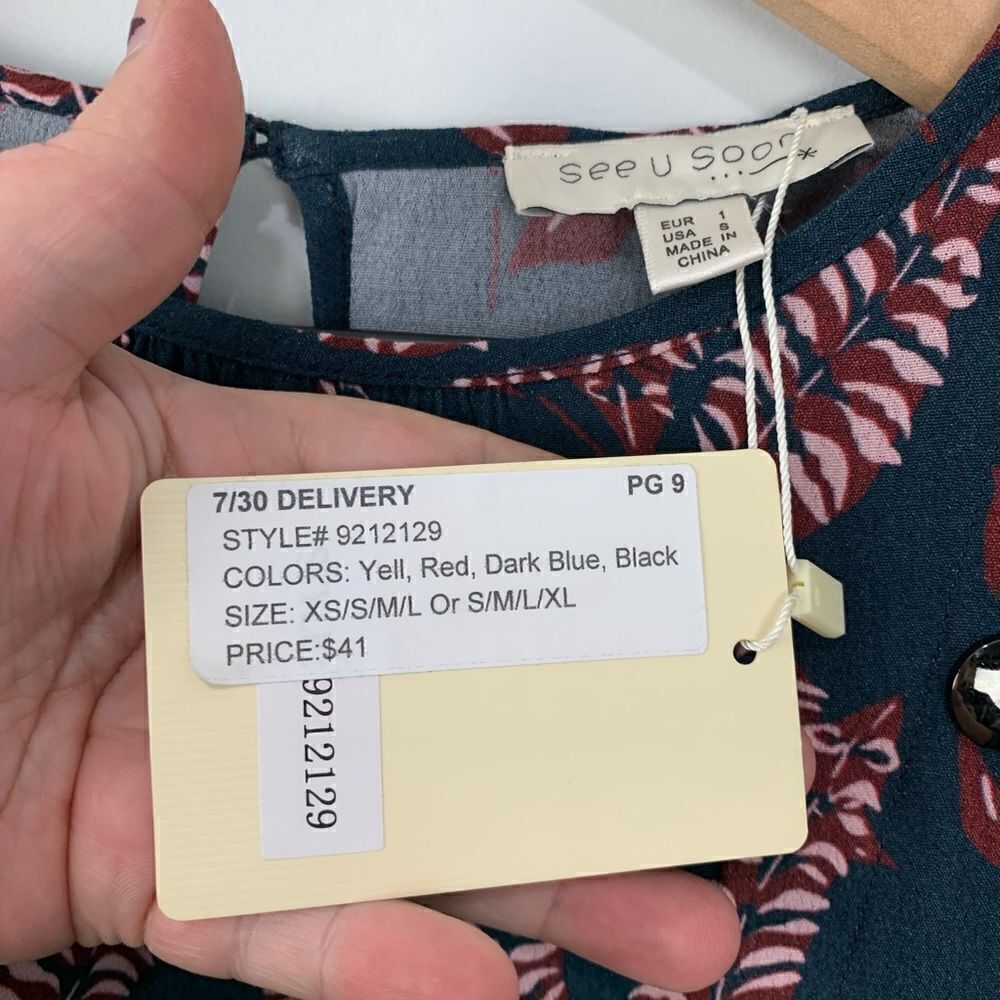 see u soon
EUR 1
USA S
MADE IN
CHINA
7/30 DELIVERY PG 9
STYLE# 9212129
COLORS: Yell, Red, Dark Blue, Black
SIZE: XS/S/M/L Or S/M/L/XL
PRICE:$41
9212129